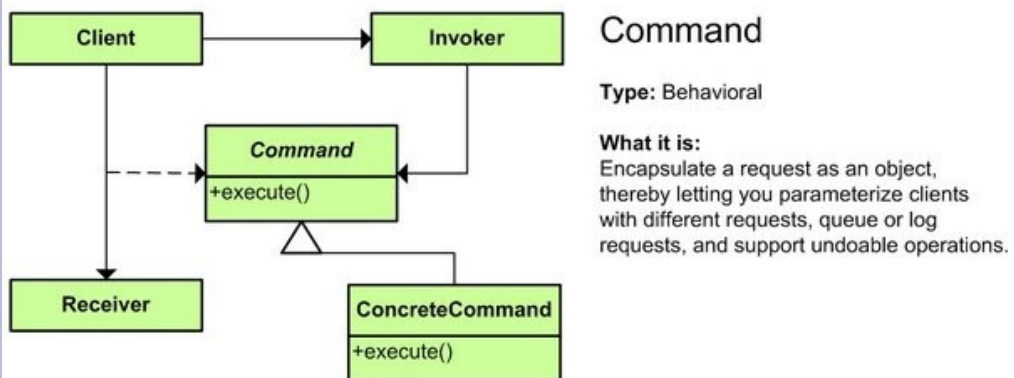 Client
Invoker
Command
+execute()
Receiver
ConcreteCommand
+execute()
Command
Type: Behavioral
What it is:
Encapsulate a request as an object,
thereby letting you parameterize clients
with different requests, queue or log
requests, and support undoable operations.